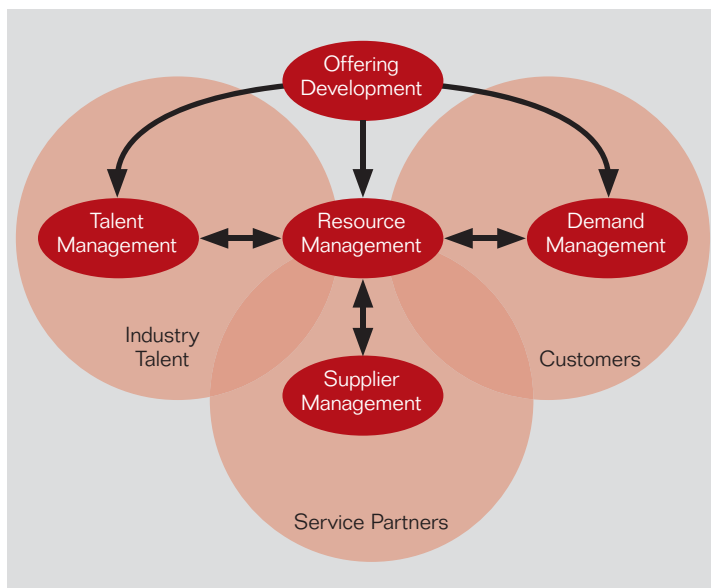 Offering
Development
Talent
Management
Resource
Management
Demand
Management
Industry
Talent
Customers
Supplier
Management
Service Partners